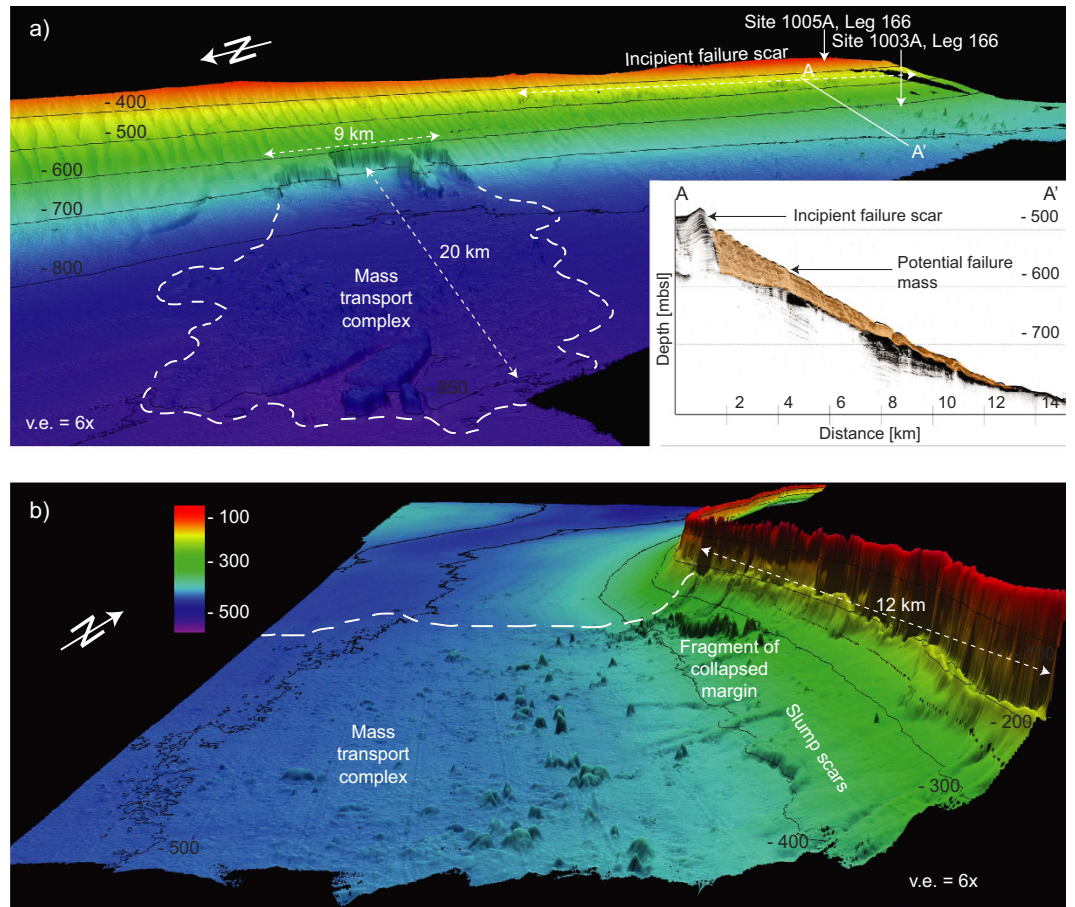 a)
N
Site 1005A, Leg 166
Site 1003A, Leg 166
Incipient failure scar
A
A'
- 400
- 500
- 600
- 700
- 800
9 km
20 km
Mass
transport
complex
- 850
v.e. = 6x
A
A'
Incipient failure scar
Potential failure
mass
- 500
- 600
- 700
Depth [mbsl]
2
4
6
8
10
12
14
Distance [km]
b)
- 100
- 300
- 500
N
12 km
Fragment of
collapsed
margin
Slump scars
Mass
transport
complex
- 200
- 300
- 400
- 500
v.e. = 6x